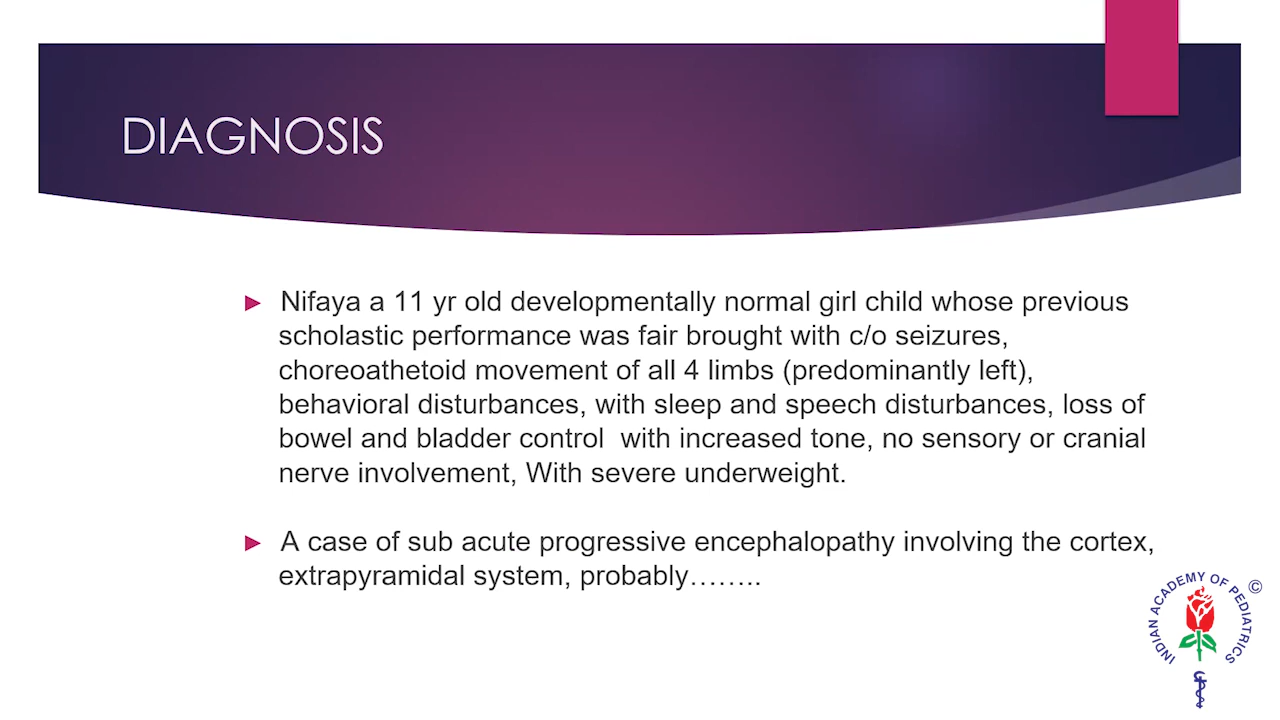 DIAGNOSIS
Nifaya a 11 yr old developmentally normal girl child whose previous
scholastic performance was fair brought with c/o seizures,
choreoathetoid movement of all 4 limbs (predominantly left),
behavioral disturbances, with sleep and speech disturbances, loss of
bowel and bladder control with increased tone, no sensory or cranial
nerve involvement, With severe underweight.
A case of sub acute progressive encephalopathy involving the cortex,
extrapyramidal system, probably……..
INDIAN ACADEMY OF PEDIATRICS
©